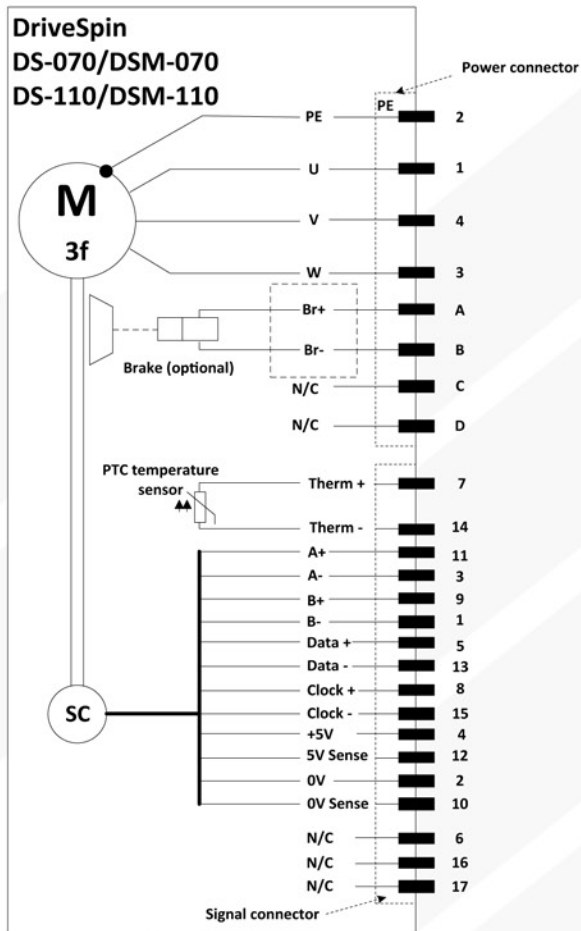 DriveSpin
DS-070/DSM-070
DS-110/DSM-110
Power connector
PE PE 2
M
3f
U 1
V 4
W 3
Br+ A
Br- B
Brake (optional)
N/C C
N/C D
PTC temperature
sensor
Therm + 7
Therm - 14
A+ 11
A- 3
B+ 9
B- 1
Data + 5
Data - 13
Clock + 8
SC
Clock - 15
+5V 4
5V Sense 12
0V 2
0V Sense 10
N/C 6
N/C 16
N/C 17
Signal connector